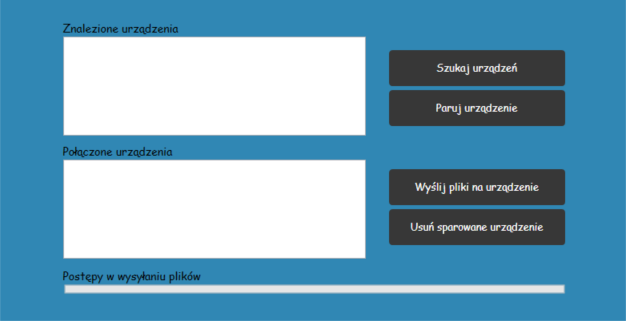 Znalezione urządzenia
Szukaj urządzeń
Paruj urządzenie
Połączone urządzenia
Wyślij pliki na urządzenie
Usuń sparowane urządzenie
Postępy w wysyłaniu plików